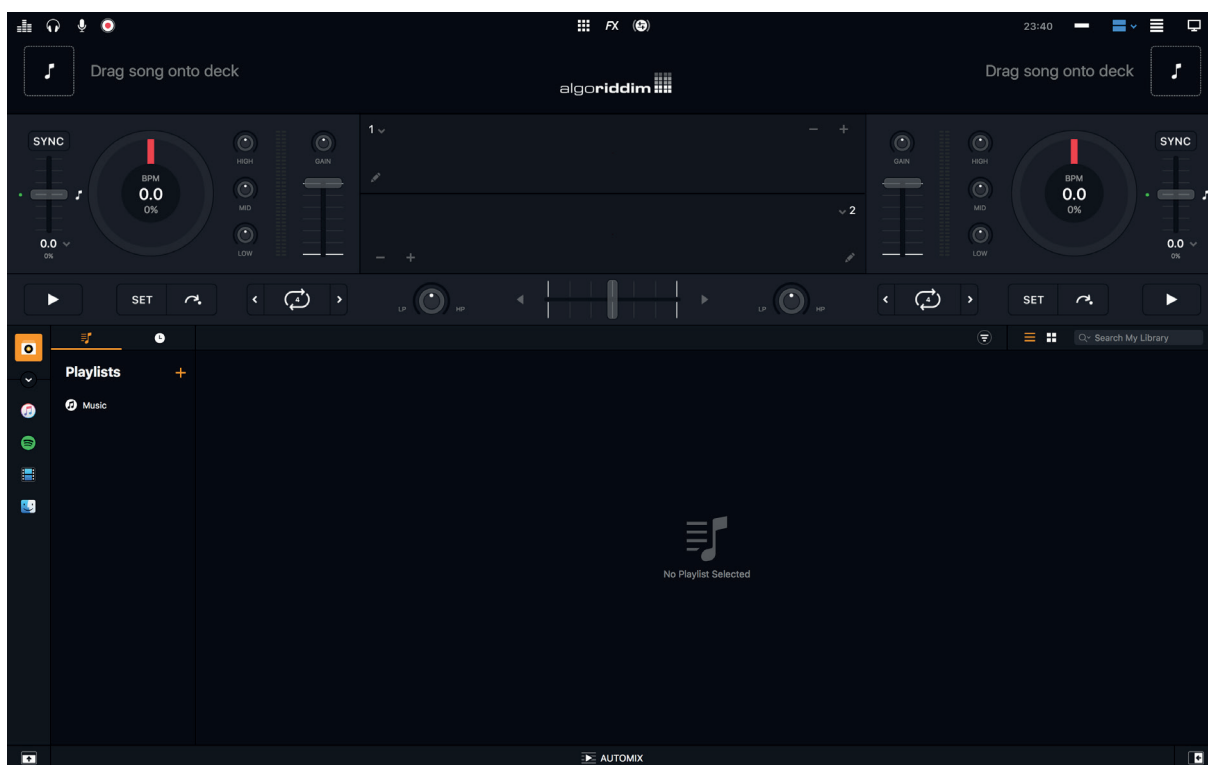 FX
23:40
Drag song onto deck
algoriddim
Drag song onto deck
SYNC
BPM
0.0
0%
0.0
0%
HIGH
MID
LOW
GAIN
1
2
GAIN
HIGH
MID
LOW
BPM
0.0
0%
SYNC
0.0
0%
SET
4
LP
HP
LP
HP
4
SET
Search My Library
Playlists
Music
No Playlist Selected
AUTOMIX